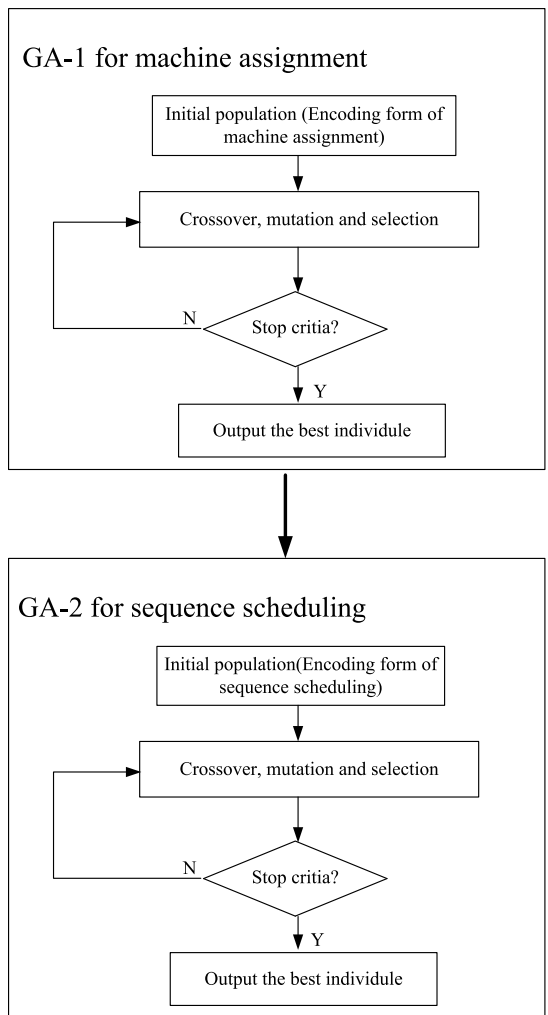 GA-1 for machine assignment
Initial population (Encoding form of
machine assignment)
Crossover, mutation and selection
N
Stop critia?
Y
Output the best individule
GA-2 for sequence scheduling
Initial population(Encoding form of
sequence scheduling)
Crossover, mutation and selection
N
Stop critia?
Y
Output the best individule